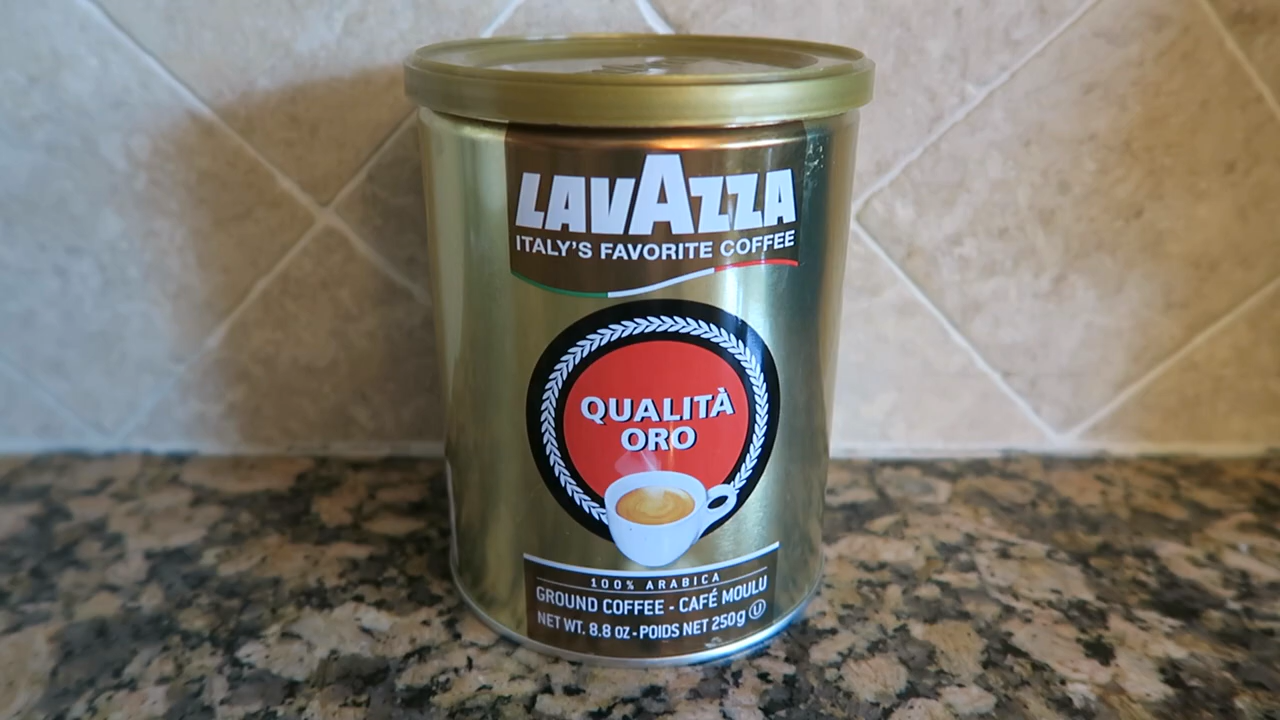 LAVAZZA
ITALY'S FAVORITE COFFEE
QUALITÀ
ORO
100% ARABICA
GROUND COFFEE - CAFÉ MOULU
NET WT. 8.8 OZ - POIDS NET 250g Ⓤ